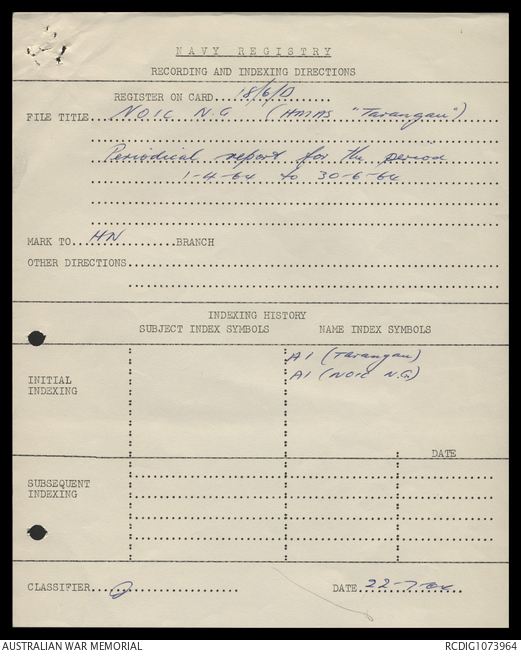 NAVY REGISTRY
RECORDING AND INDEXING DIRECTIONS
REGISTER ON CARD...18/6/D.......
FILE TITLE...NOIC N.G (HMAS "Tarangau")
Periodical report for the period
1-4-64 to 30-6-64
MARK TO...HN............BRANCH
OTHER DIRECTIONS
INDEXING HISTORY
SUBJECT INDEX SYMBOLS NAME INDEX SYMBOLS
A1 (Tarangau)
INITIAL INDEXING A1 (NOIC N.G)
DATE
SUBSEQUENT
INDEXING
CLASSIFIER DATE 22-7-64
AUSTRALIAN WAR MEMORIAL RCDIG1073964